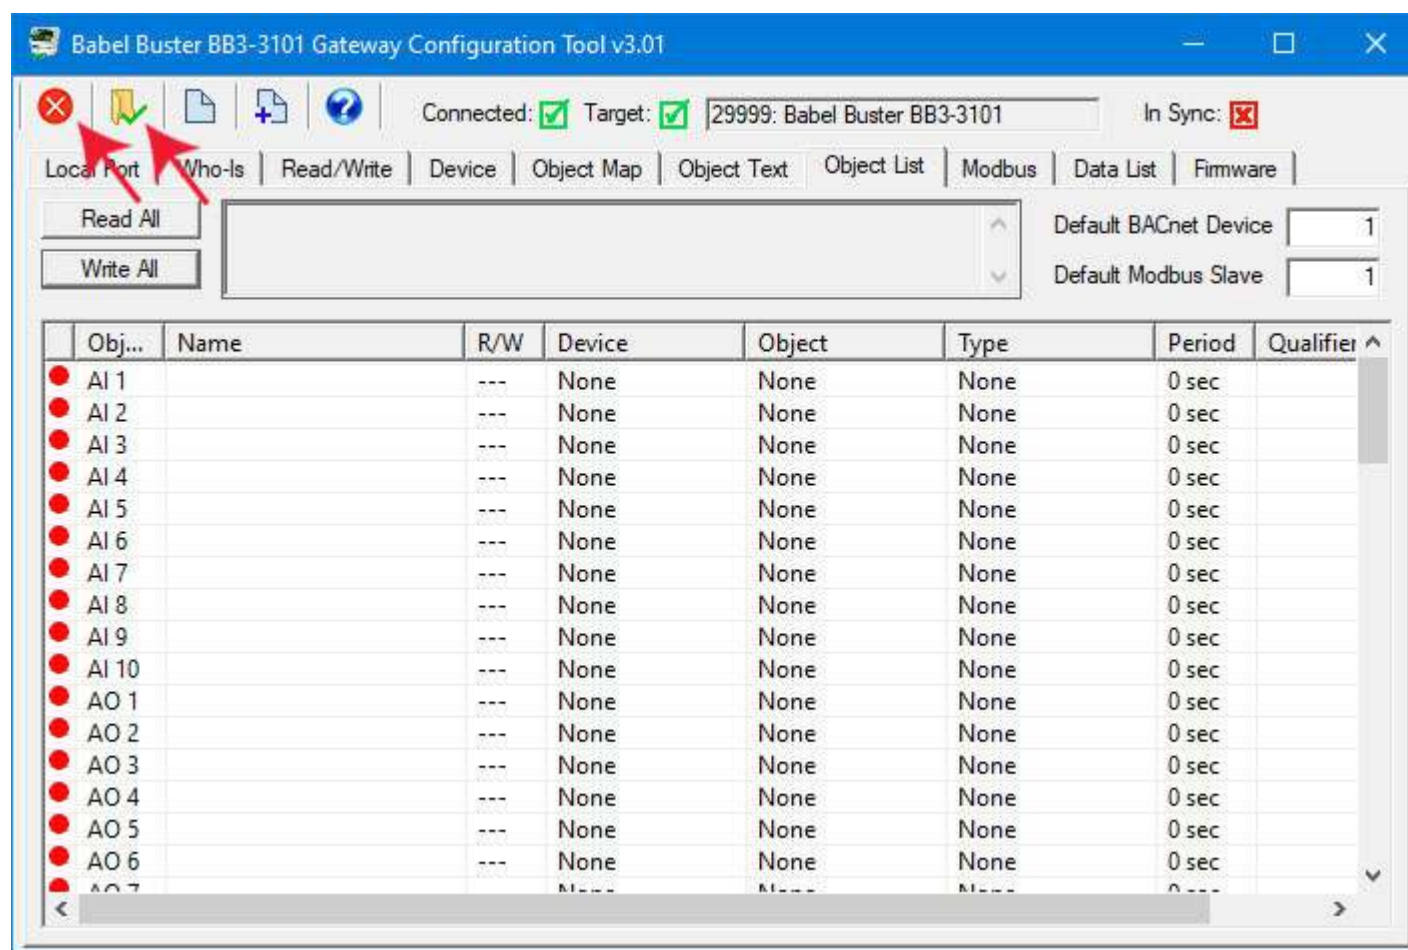 Babel Buster BB3-3101 Gateway Configuration Tool v3.01
Connected: Target: 29999: Babel Buster BB3-3101 In Sync:
Local Port Who-Is Read/Write Device Object Map Object Text Object List Modbus Data List Firmware
Read All Default BACnet Device 1
Write All Default Modbus Slave 1
Obj... Name R/W Device Object Type Period Qualifier
AI 1 --- None None None 0 sec
AI 2 --- None None None 0 sec
AI 3 --- None None None 0 sec
AI 4 --- None None None 0 sec
AI 5 --- None None None 0 sec
AI 6 --- None None None 0 sec
AI 7 --- None None None 0 sec
AI 8 --- None None None 0 sec
AI 9 --- None None None 0 sec
AI 10 --- None None None 0 sec
AO 1 --- None None None 0 sec
AO 2 --- None None None 0 sec
AO 3 --- None None None 0 sec
AO 4 --- None None None 0 sec
AO 5 --- None None None 0 sec
AO 6 --- None None None 0 sec
AO 7